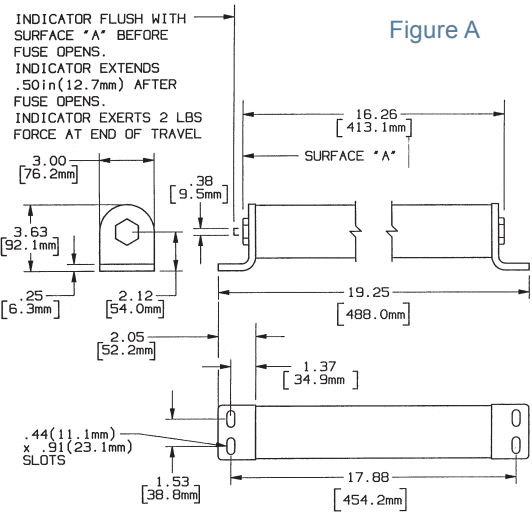 INDICATOR FLUSH WITH
SURFACE "A" BEFORE
FUSE OPENS.
INDICATOR EXTENDS
.50in(12.7mm) AFTER
FUSE OPENS.
INDICATOR EXERTS 2 LBS
FORCE AT END OF TRAVEL
Figure A
16.26
[413.1mm]
SURFACE "A"
3.00
[76.2mm]
.38
[9.5mm]
3.63
[92.1mm]
.25
[6.3mm]
2.12
[54.0mm]
19.25
[488.0mm]
2.05
[52.2mm]
1.37
[34.9mm]
.44(11.1mm)
x .91(23.1mm)
SLOTS
1.53
[38.8mm]
17.88
[454.2mm]